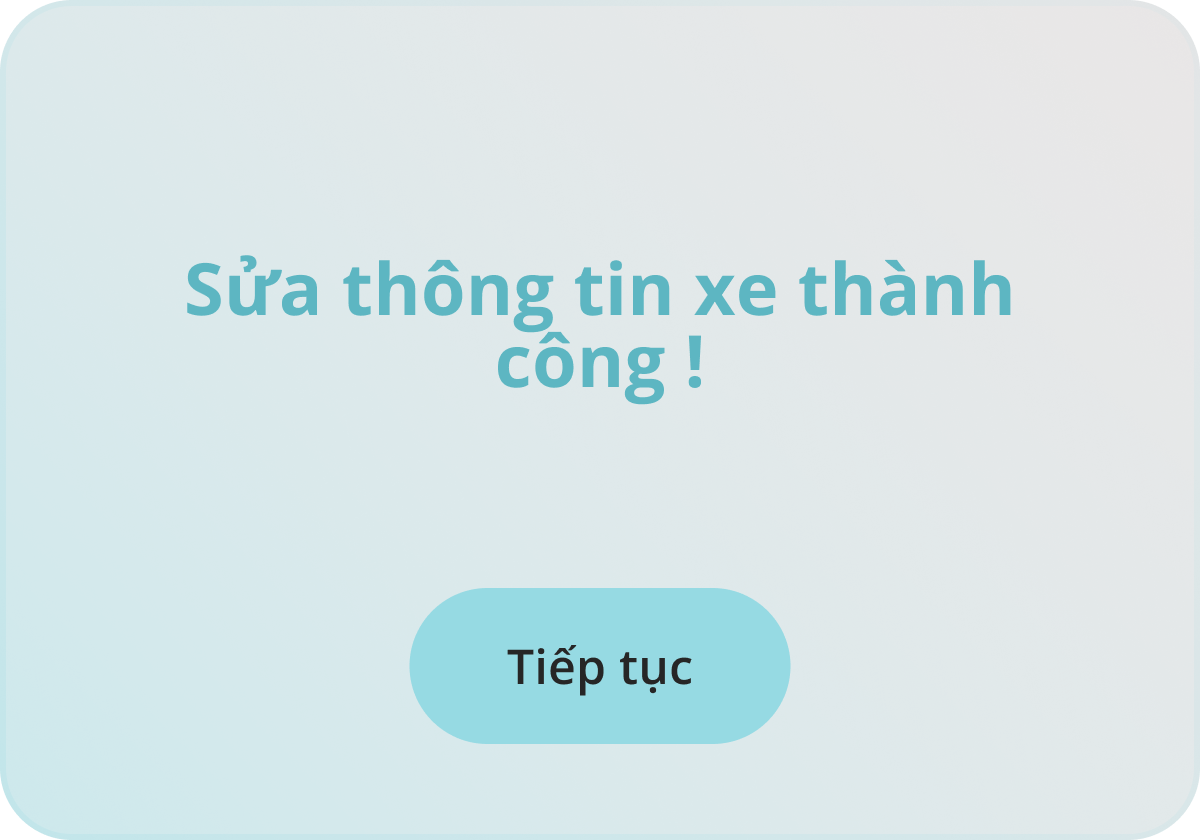 Sửa thông tin xe thành
công !
Tiếp tục